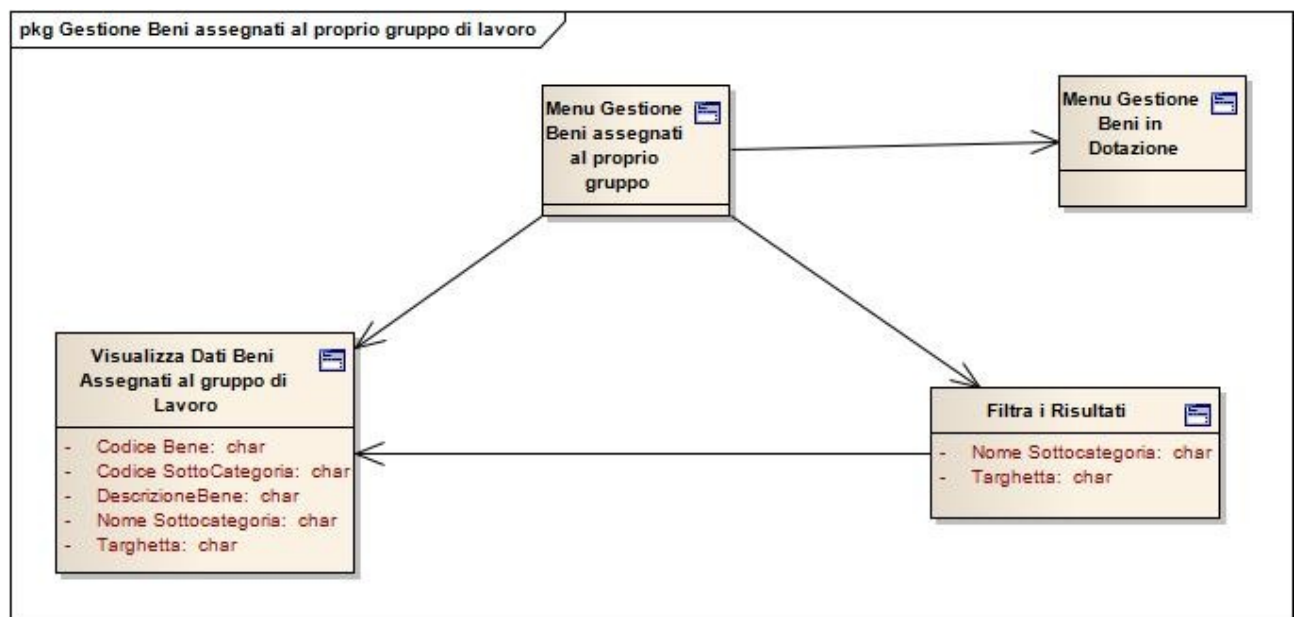 pkg Gestione Beni assegnati al proprio gruppo di lavoro
Menu Gestione
Beni assegnati
al proprio
gruppo
Menu Gestione
Beni in
Dotazione
Visualizza Dati Beni
Assegnati al gruppo di
Lavoro
- Codice Bene: char
- Codice SottoCategoria: char
- DescrizioneBene: char
- Nome Sottocategoria: char
- Targhetta: char
Filtra i Risultati
- Nome Sottocategoria: char
- Targhetta: char